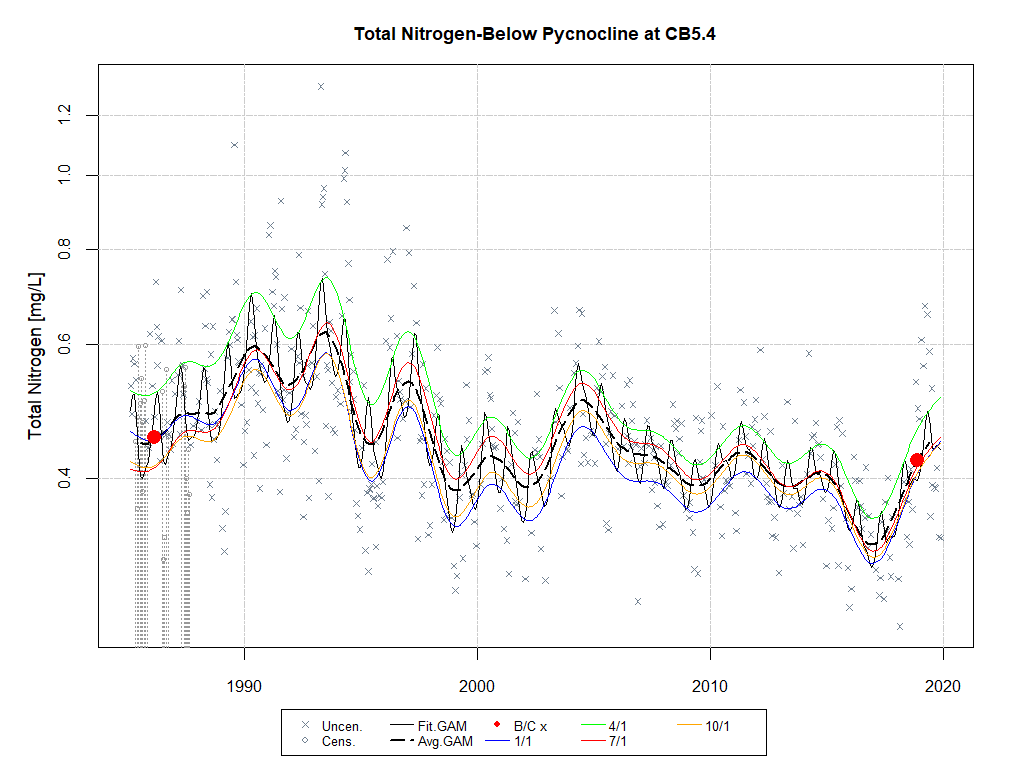 Total Nitrogen-Below Pycnocline at CB5.4
Total Nitrogen [mg/L]
1.2
1.0
0.8
0.6
0.4
1990 2000 2010 2020
Uncen. Fit.GAM B/C x 4/1 10/1
Cens. Avg.GAM 1/1 7/1